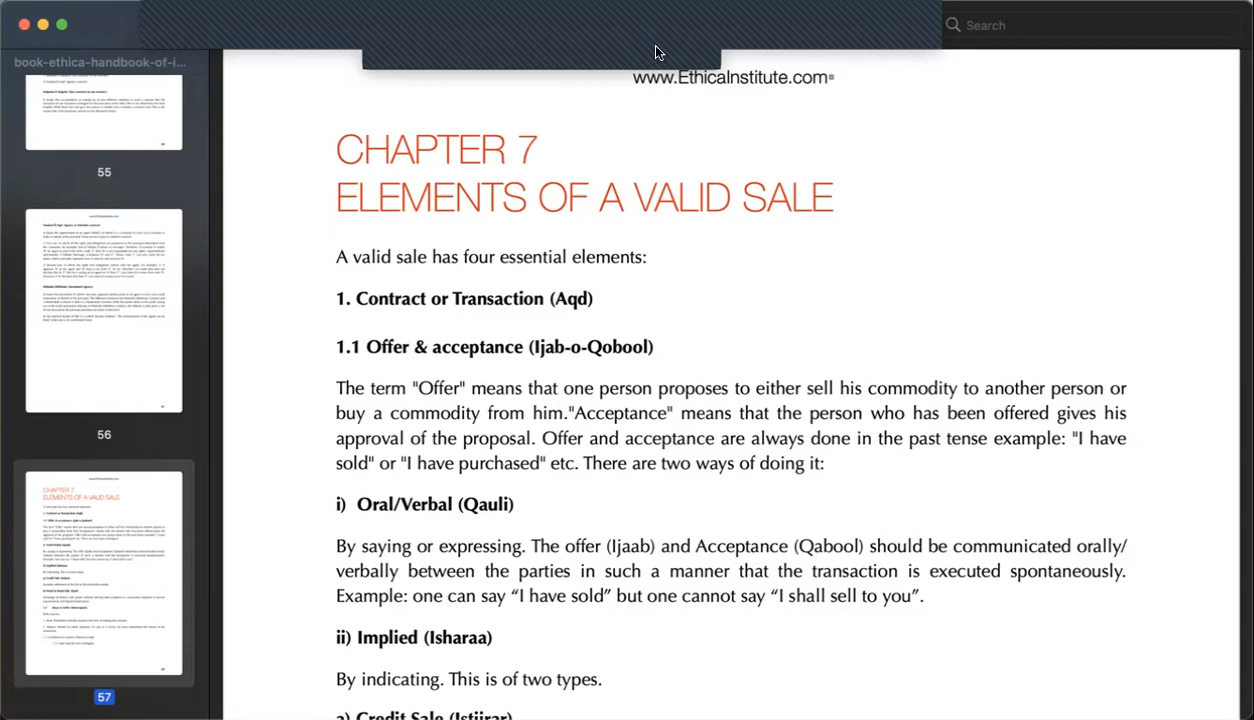 Search
book-ethica-handbook-of-i...
55
56
57
www.EthicaInstitute.com
CHAPTER 7
ELEMENTS OF A VALID SALE
A valid sale has four essential elements:
1. Contract or Transaction (Aqd)
1.1 Offer & acceptance (Ijab-o-Qobool)
The term "Offer" means that one person proposes to either sell his commodity to another person or
buy a commodity from him."Acceptance" means that the person who has been offered gives his
approval of the proposal. Offer and acceptance are always done in the past tense example: "I have
sold" or "I have purchased" etc. There are two ways of doing it:
i) Oral/Verbal (Qauli)
By saying or expressing. The offer (Ijaab) and Acceptance (Qabool) should be communicated orally/
verbally between the parties in such a manner that the transaction is executed spontaneously.
Example: one can say “I have sold” but one cannot say “I shall sell to you”.
ii) Implied (Isharaa)
By indicating. This is of two types.
a) Credit Sale (Istijrar)